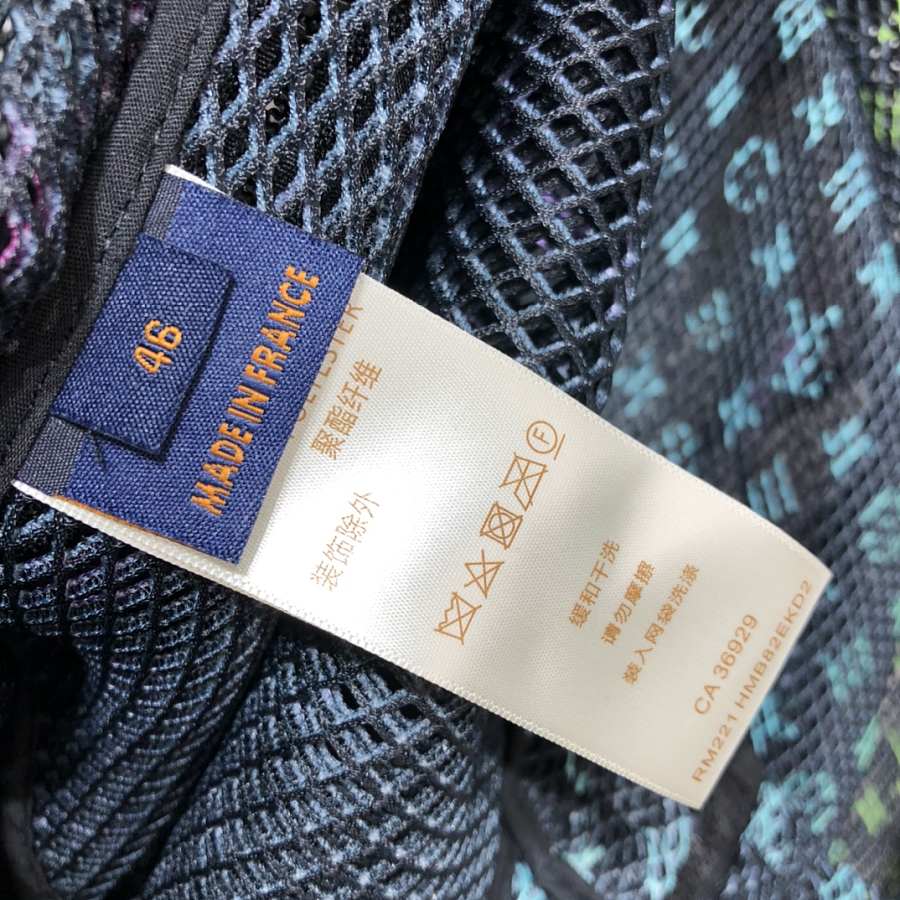 46
MADE IN FRANCE
聚酯纤维
装饰除外
F
缓和干洗
请勿摩擦
装入网袋洗涤
CA 36929
RM221 HMB82EKD2